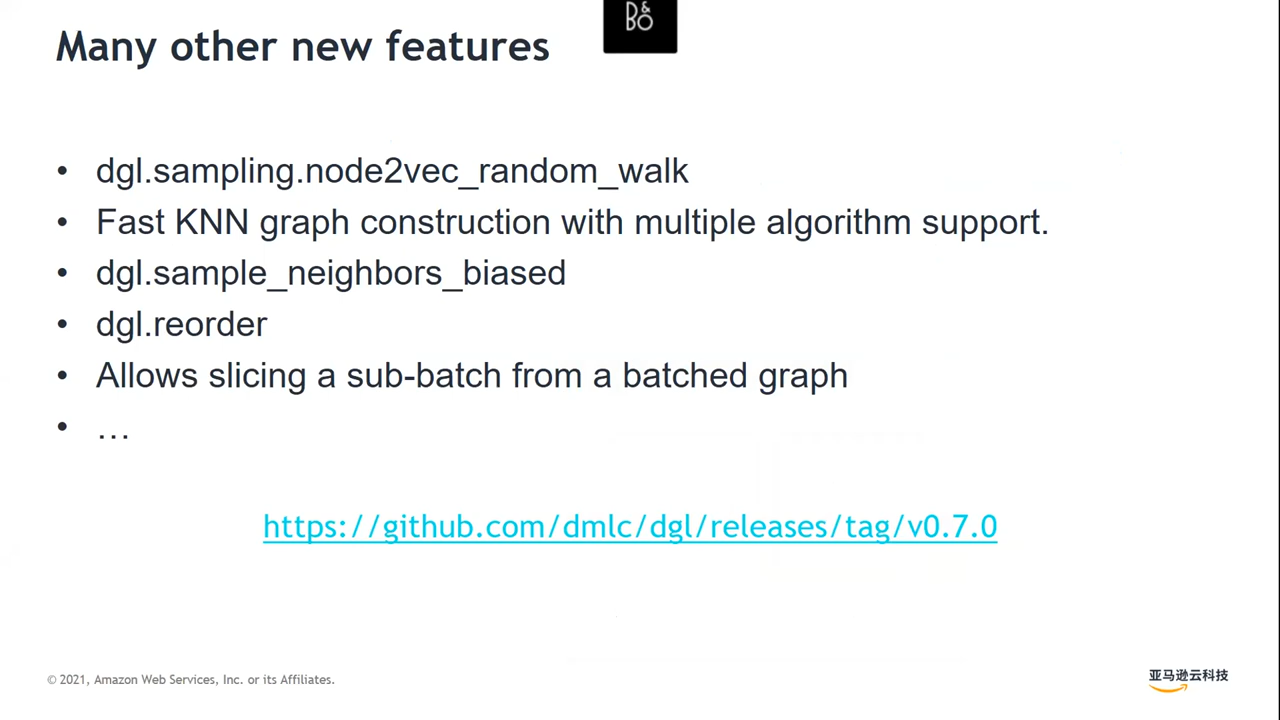 B&O
Many other new features
• dgl.sampling.node2vec_random_walk
• Fast KNN graph construction with multiple algorithm support.
• dgl.sample_neighbors_biased
• dgl.reorder
• Allows slicing a sub-batch from a batched graph
• …
https://github.com/dmlc/dgl/releases/tag/v0.7.0
© 2021, Amazon Web Services, Inc. or its Affiliates.
亚马逊云科技